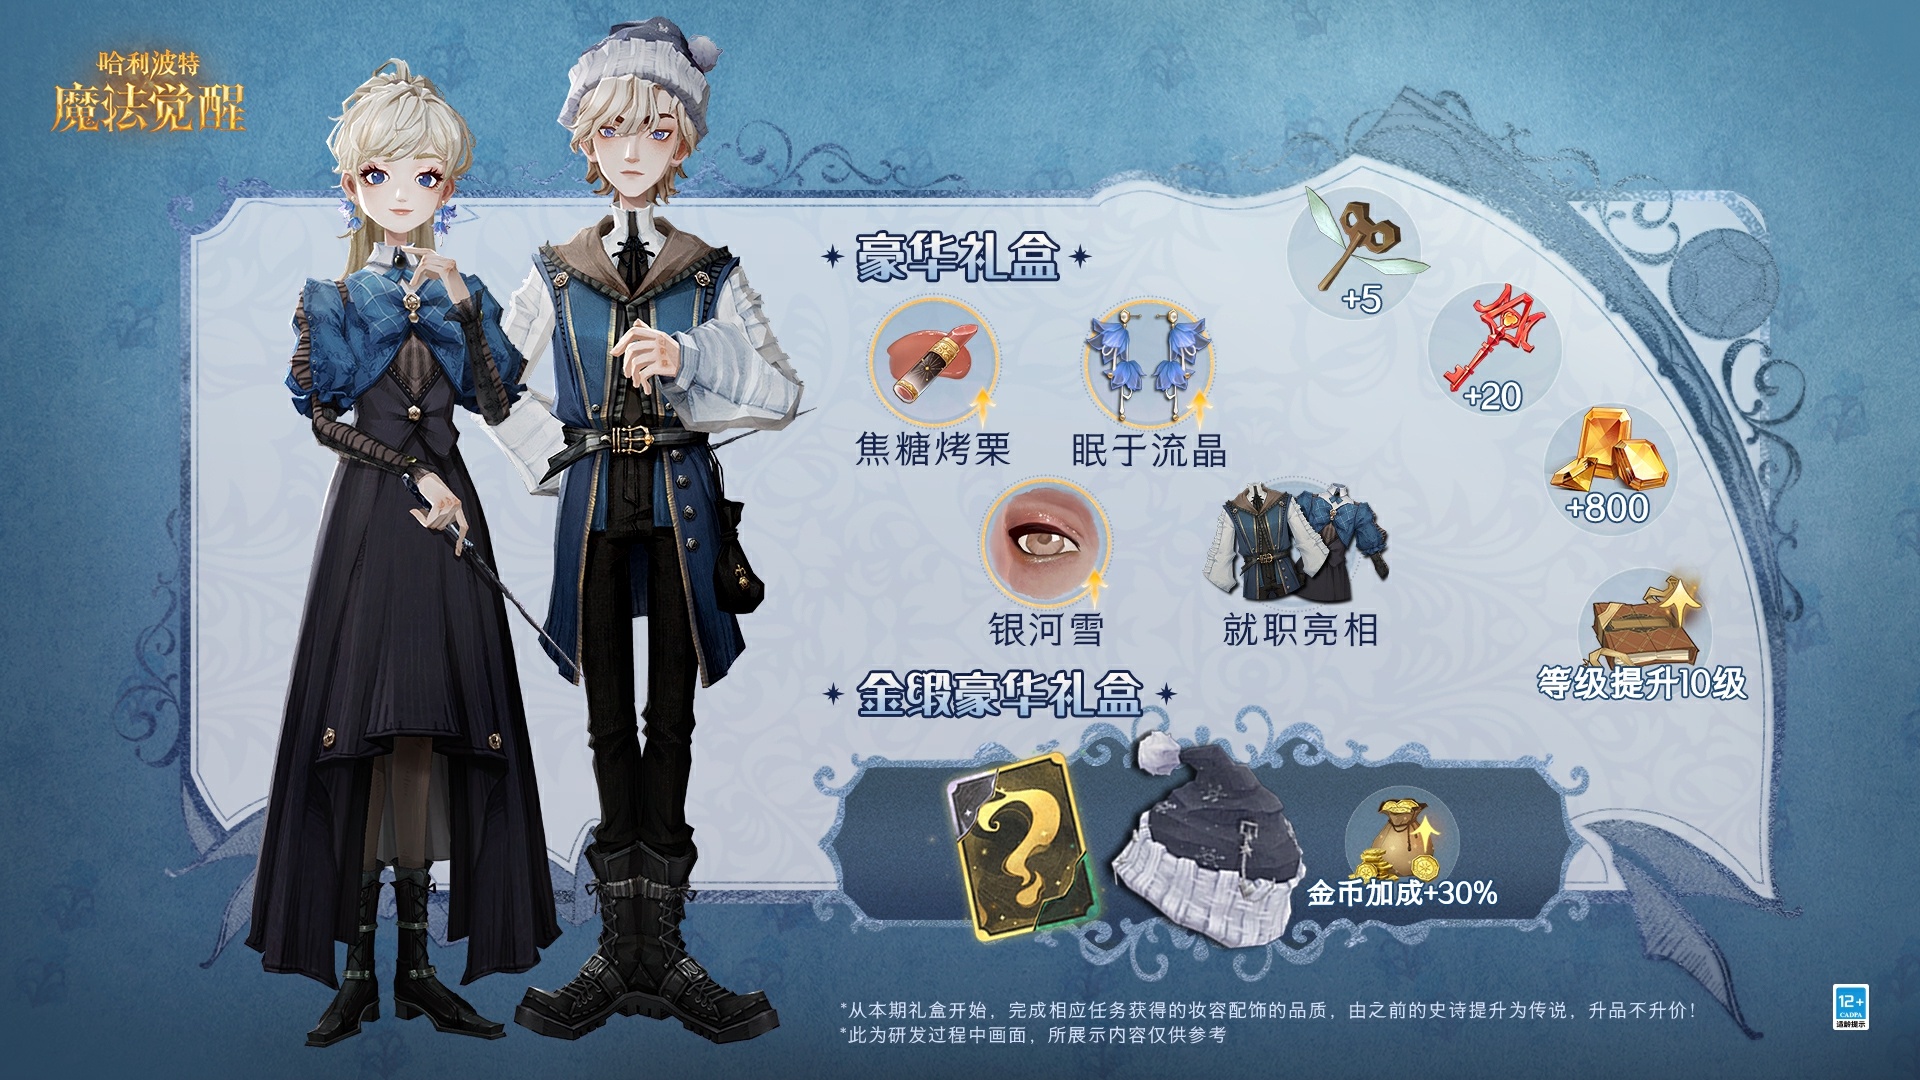 哈利波特
魔法觉醒
豪华礼盒
焦糖烤栗
眠于流晶
银河雪
就职亮相
+5
+20
+800
等级提升10级
金缎豪华礼盒
金币加成+30%
*从本期礼盒开始，完成相应任务获得的妆容配饰的品质，由之前的史诗提升为传说，升品不升价！
*此为研发过程中画面，所展示内容仅供参考
12+
CADPA
适龄提示